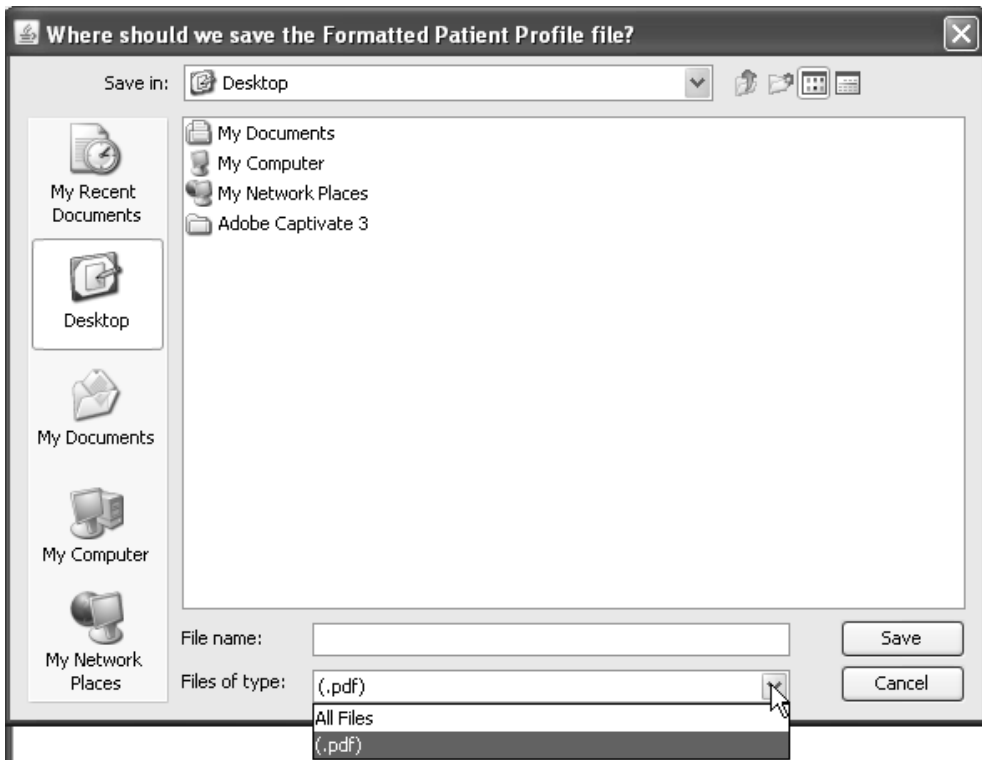 Where should we save the Formatted Patient Profile file?
Save in:
Desktop
My Recent
Documents
Desktop
My Documents
My Computer
My Network
Places
My Documents
My Computer
My Network Places
Adobe Captivate 3
File name:
Save
Files of type:
(.pdf)
Cancel
All Files
(.pdf)